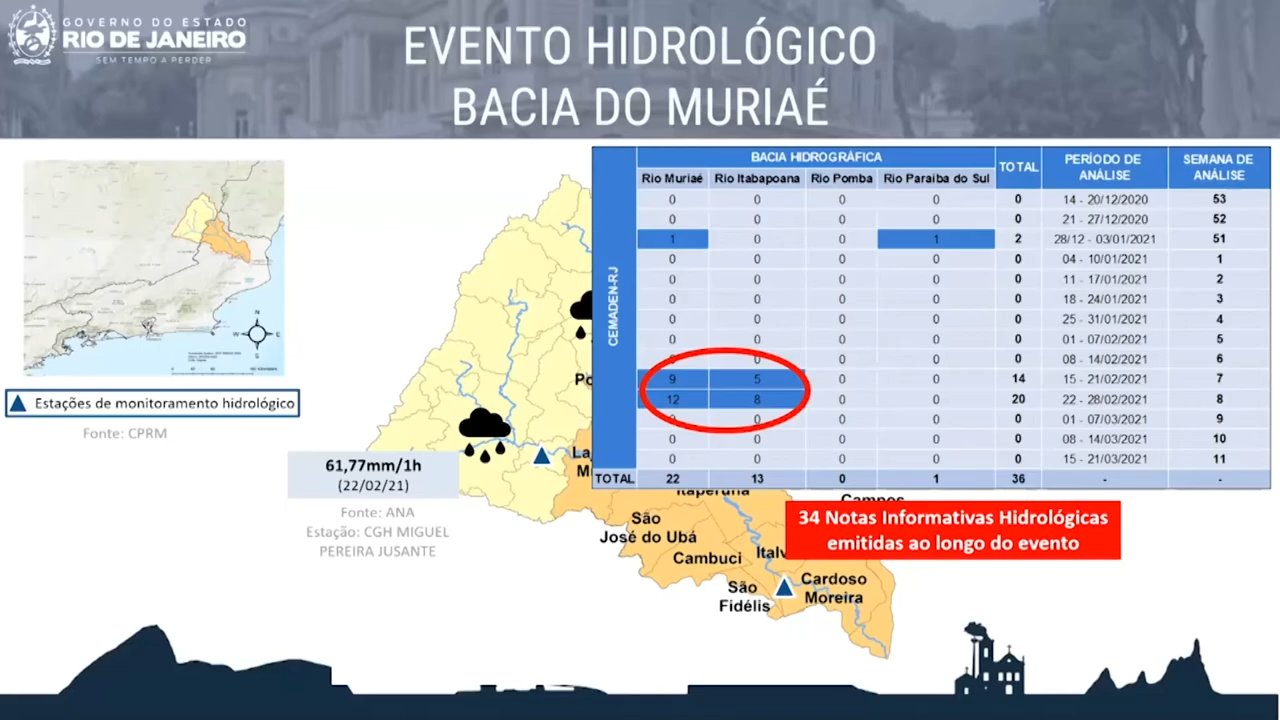 GOVERNO DO ESTADO
RIO DE JANEIRO
SEM TEMPO A PERDER
EVENTO HIDROLÓGICO
BACIA DO MURIAÉ
N
W E
S
Estações de monitoramento hidrológico
Fonte: CPRM
61,77mm/1h
(22/02/21)
Fonte: ANA
Estação: CGH MIGUEL
PEREIRA JUSANTE
CEMADEN-RJ
BACIA HIDROGRÁFICA TOTAL PERÍODO DE ANÁLISE SEMANA DE ANÁLISE
Rio Muriaé Rio Itabapoana Rio Pomba Rio Paraíba do Sul
0 0 0 0 0 14 - 20/12/2020 53
0 0 0 0 0 21 - 27/12/2020 52
1 0 0 1 2 28/12 - 03/01/2021 51
0 0 0 0 0 04 - 10/01/2021 1
0 0 0 0 0 11 - 17/01/2021 2
0 0 0 0 0 18 - 24/01/2021 3
0 0 0 0 0 25 - 31/01/2021 4
0 0 0 0 0 01 - 07/02/2021 5
0 0 0 0 0 08 - 14/02/2021 6
9 5 0 0 14 15 - 21/02/2021 7
12 8 0 0 20 22 - 28/02/2021 8
0 0 0 0 0 01 - 07/03/2021 9
0 0 0 0 0 08 - 14/03/2021 10
0 0 0 0 0 15 - 21/03/2021 11
TOTAL 22 13 0 1 36 - -
Itaperuna
Campos
São
José do Ubá
Cambuci
São
Fidélis
Cardoso
Moreira
34 Notas Informativas Hidrológicas
emitidas ao longo do evento